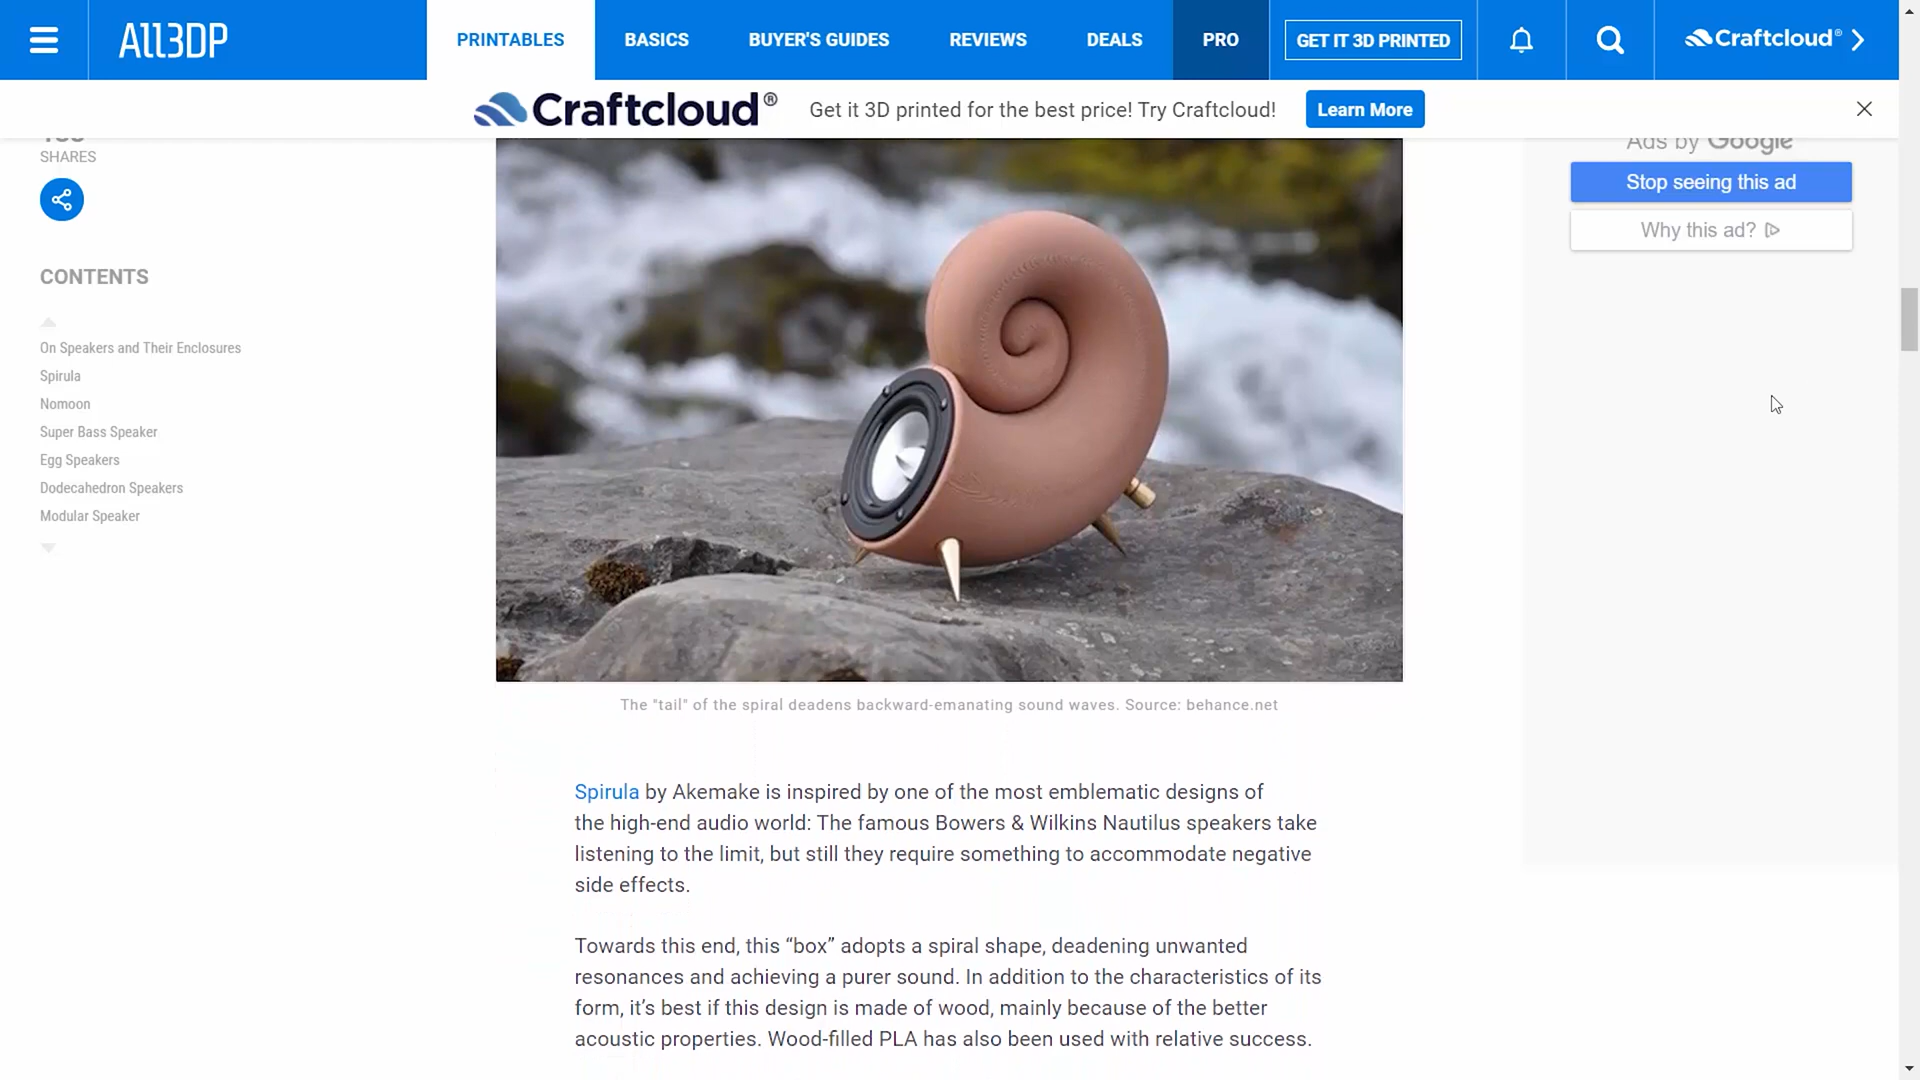 All3DP
PRINTABLES
BASICS
BUYER'S GUIDES
REVIEWS
DEALS
PRO
GET IT 3D PRINTED
Craftcloud®
Craftcloud®
Get it 3D printed for the best price! Try Craftcloud!
Learn More
SHARES
Ads by Google
Stop seeing this ad
Why this ad?
CONTENTS
On Speakers and Their Enclosures
Spirula
Nomoon
Super Bass Speaker
Egg Speakers
Dodecahedron Speakers
Modular Speaker
The "tail" of the spiral deadens backward-emanating sound waves. Source: behance.net
Spirula by Akemake is inspired by one of the most emblematic designs of
the high-end audio world: The famous Bowers & Wilkins Nautilus speakers take
listening to the limit, but still they require something to accommodate negative
side effects.
Towards this end, this “box” adopts a spiral shape, deadening unwanted
resonances and achieving a purer sound. In addition to the characteristics of its
form, it’s best if this design is made of wood, mainly because of the better
acoustic properties. Wood-filled PLA has also been used with relative success.